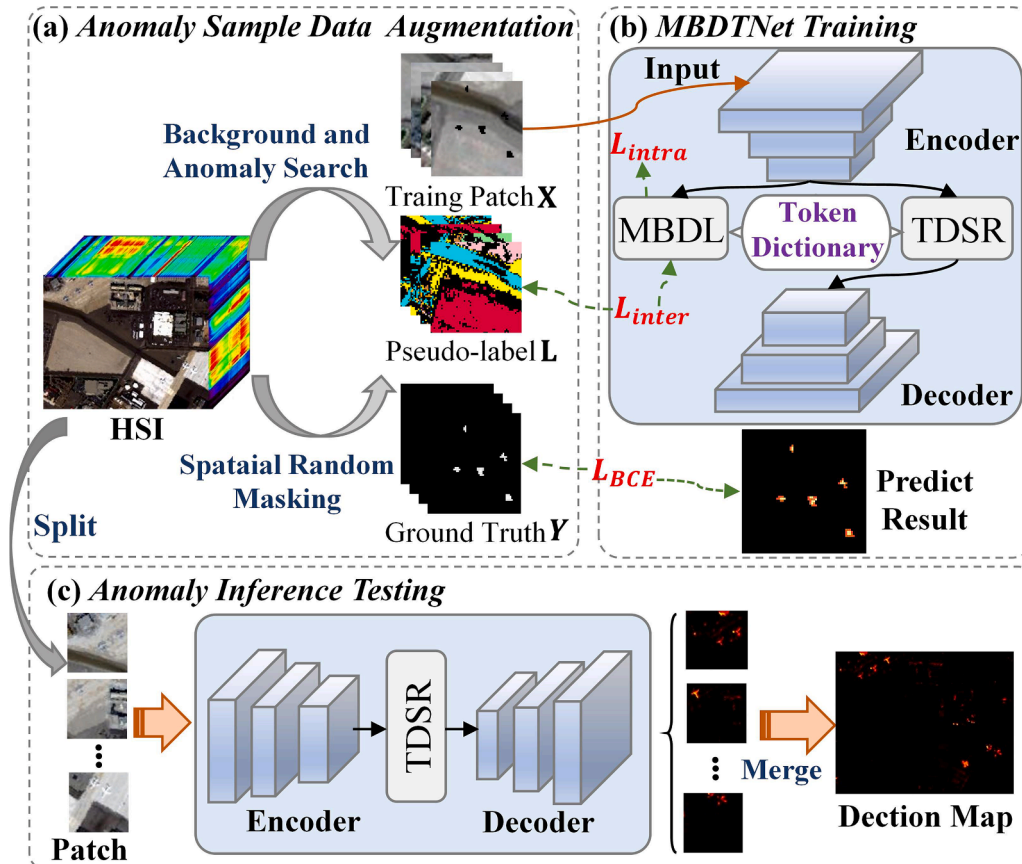 (a) Anomaly Sample Data Augmentation
Background and
Anomaly Search
Traing Patch X
Pseudo-label L
HSI
Spataial Random
Masking
Ground Truth Y
Split
(b) MBDTNet Training
Input
Encoder
L_intra
MBDL
Token
Dictionary
TDSR
L_inter
Decoder
L_BCE
Predict
Result
(c) Anomaly Inference Testing
Patch
Encoder
TDSR
Decoder
Merge
Dection Map